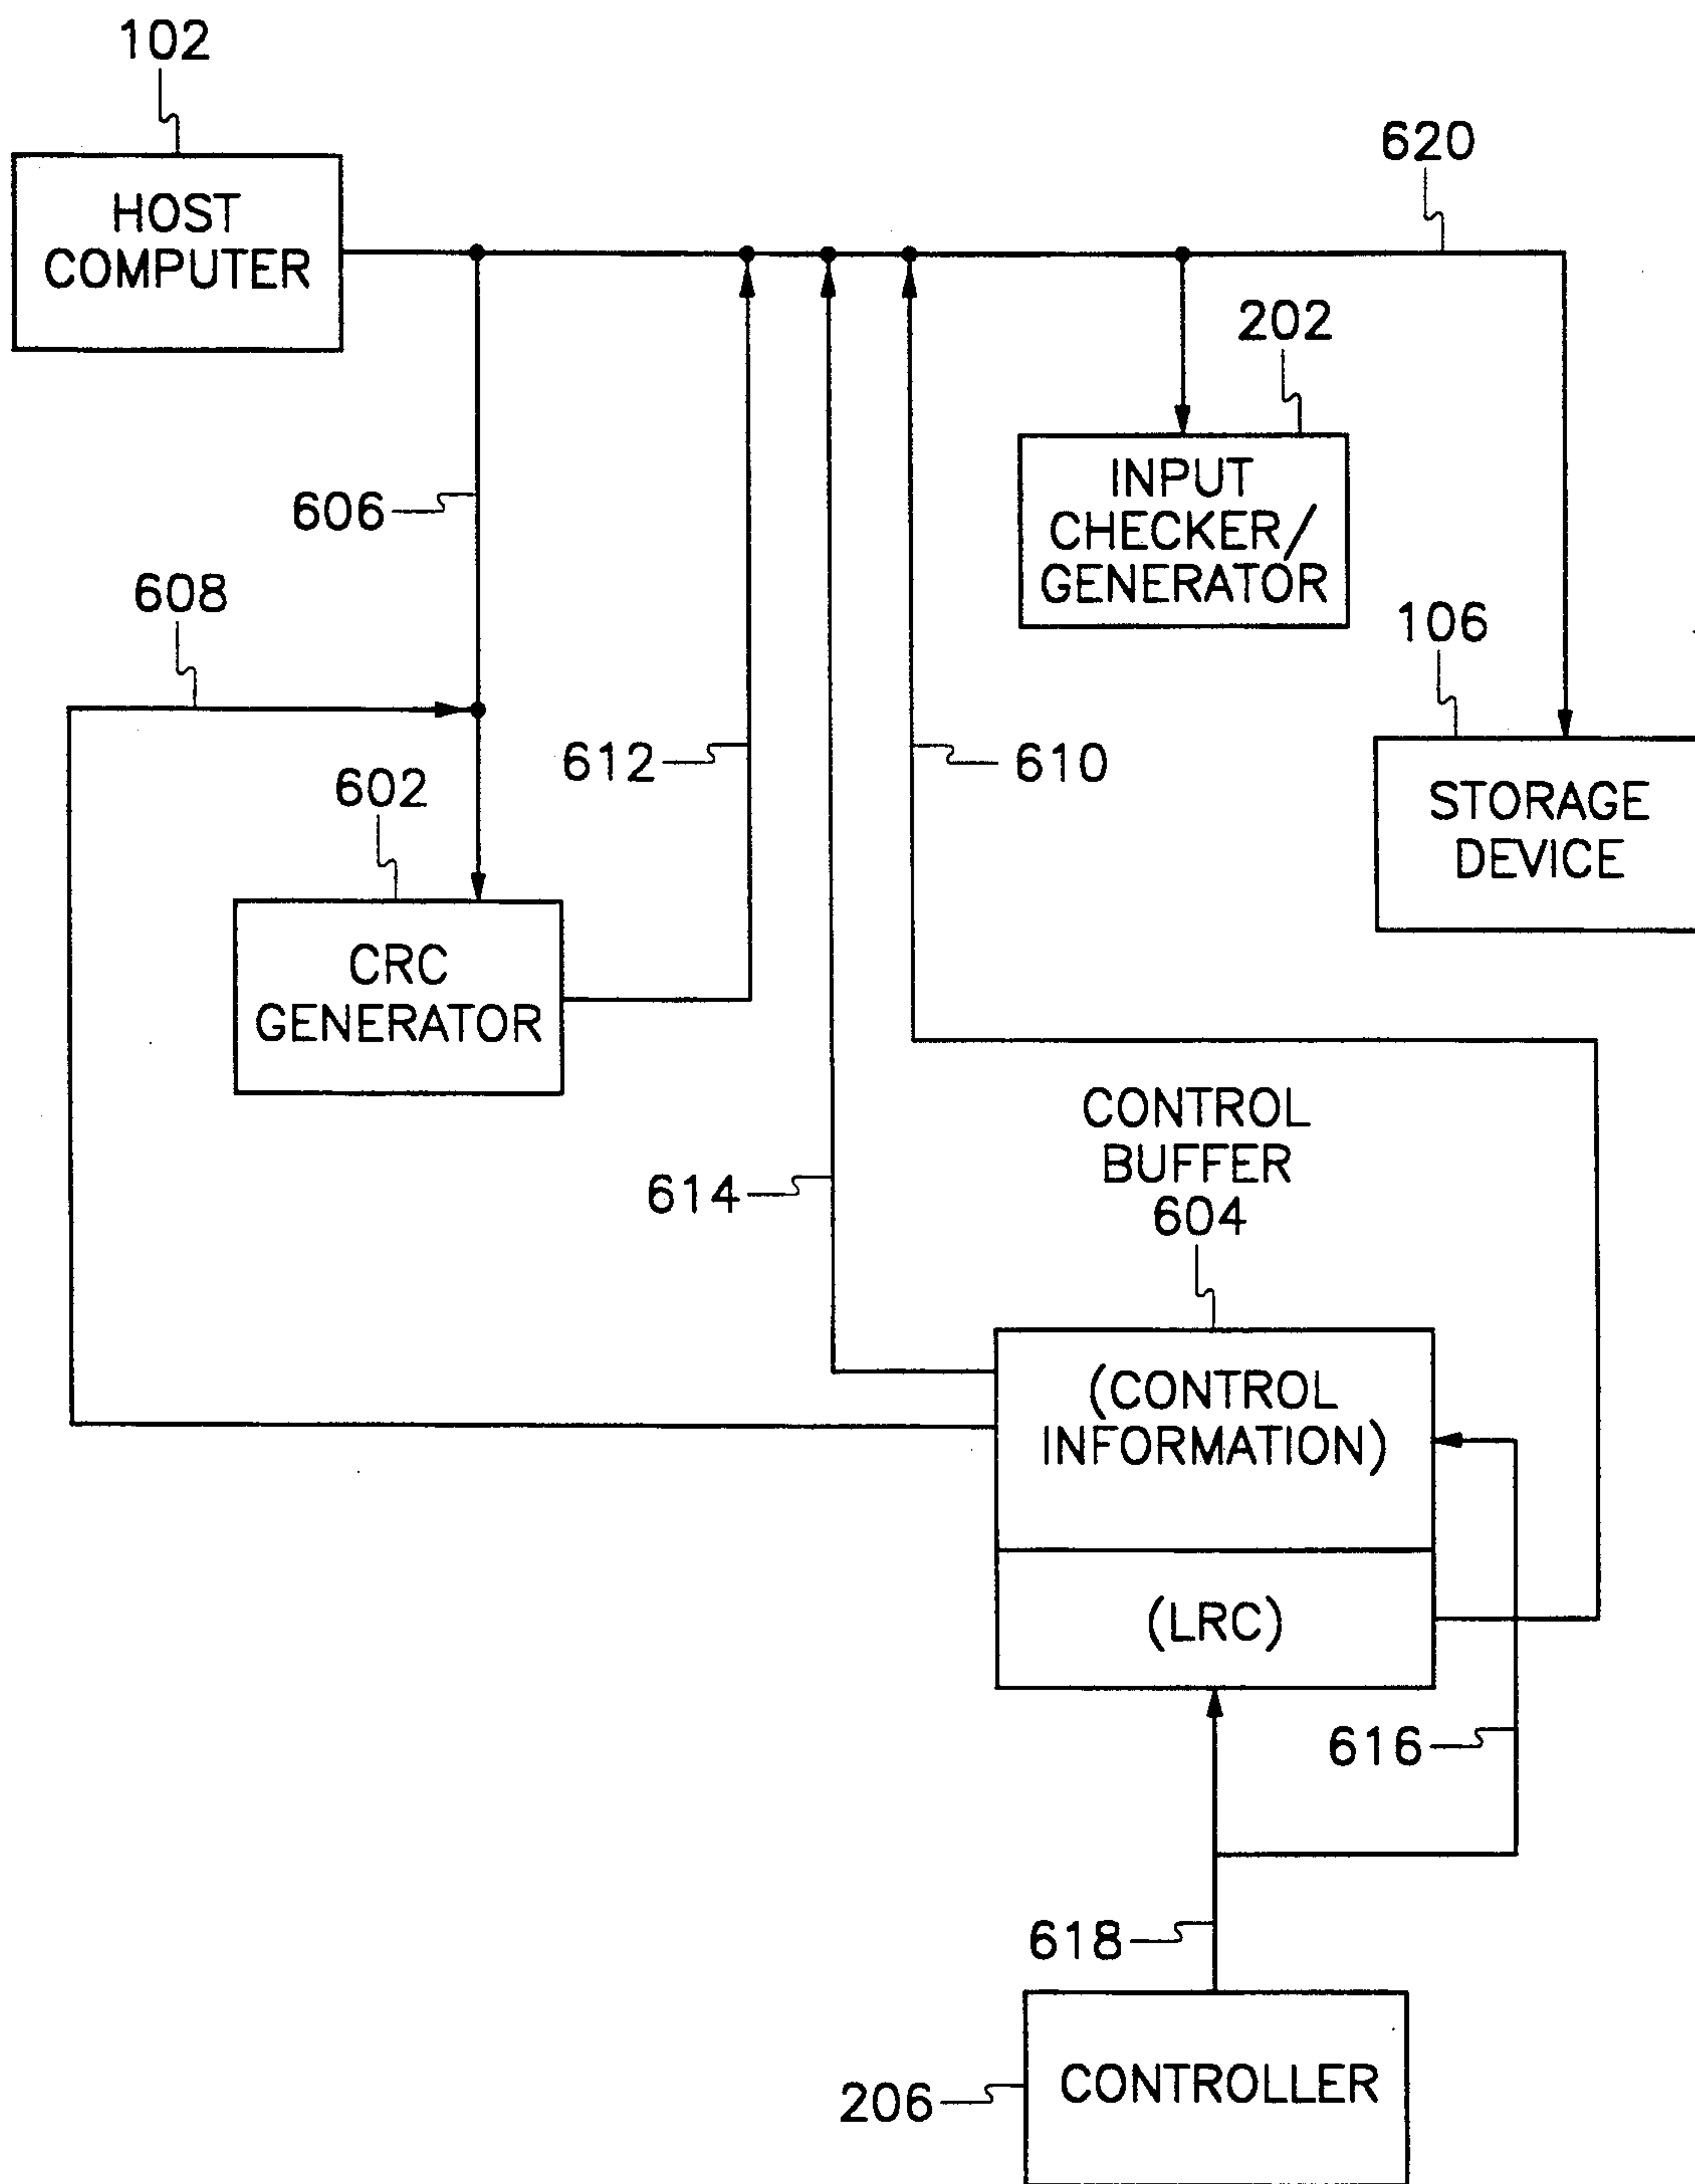 102
HOST
COMPUTER
620
202
INPUT
CHECKER/
GENERATOR
606
608
106
STORAGE
DEVICE
612
610
602
CRC
GENERATOR
CONTROL
BUFFER
604
614
(CONTROL
INFORMATION)
(LRC)
616
618
CONTROLLER
206